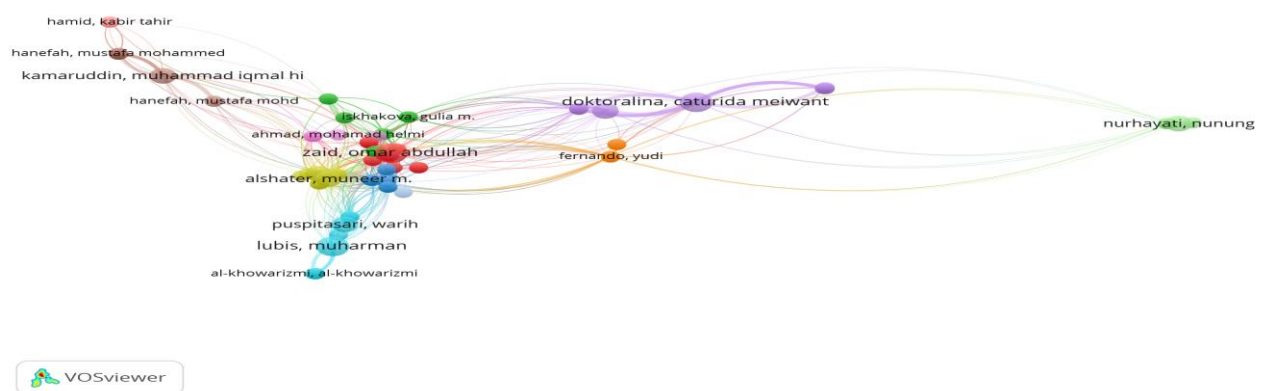 hamid, kabir tahir
hanefah, mustafa mohammed
kamaruddin, muhammad iqmal hi
hanefah, mustafa mohd
doktoralina, caturida meiwant
iskhakova, gulia m.
nurhayati, nunung
ahmad, mohamad helmi
zaid, omar abdullah
fernando, yudi
alshater, muneer m.
puspitasari, warih
lubis, muharman
al-khowarizmi, al-khowarizmi
VOSviewer